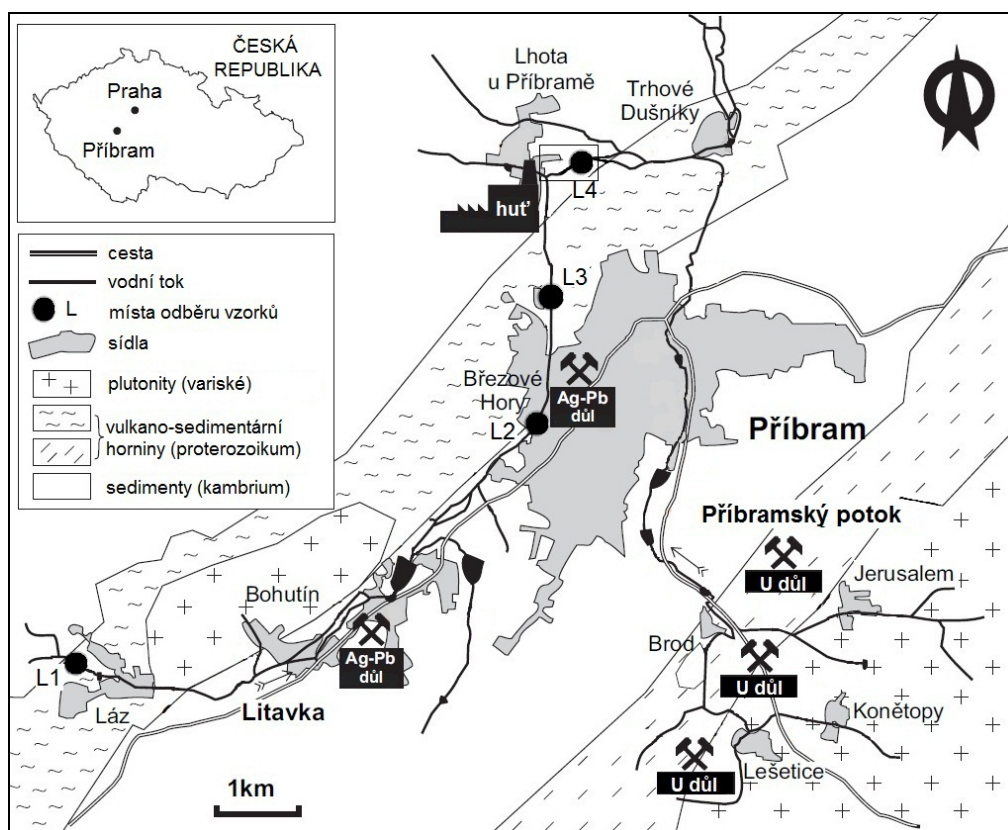 ČESKÁ
REPUBLIKA
Praha
Příbram
cesta
vodní tok
L
místa odběru vzorků
sídla
plutonity (variské)
vulkano-sedimentární
horniny (proterozoikum)
sedimenty (kambrium)
Lhota
u Příbramě
Trhové
Dušníky
L4
huť
L3
Březové
Hory
Ag-Pb
důl
L2
Příbram
Příbramský potok
U důl
Jerusalem
Bohutín
Brod
Ag-Pb
důl
L1
U důl
Láz
Litavka
Konětopy
Lešetice
U důl
1km